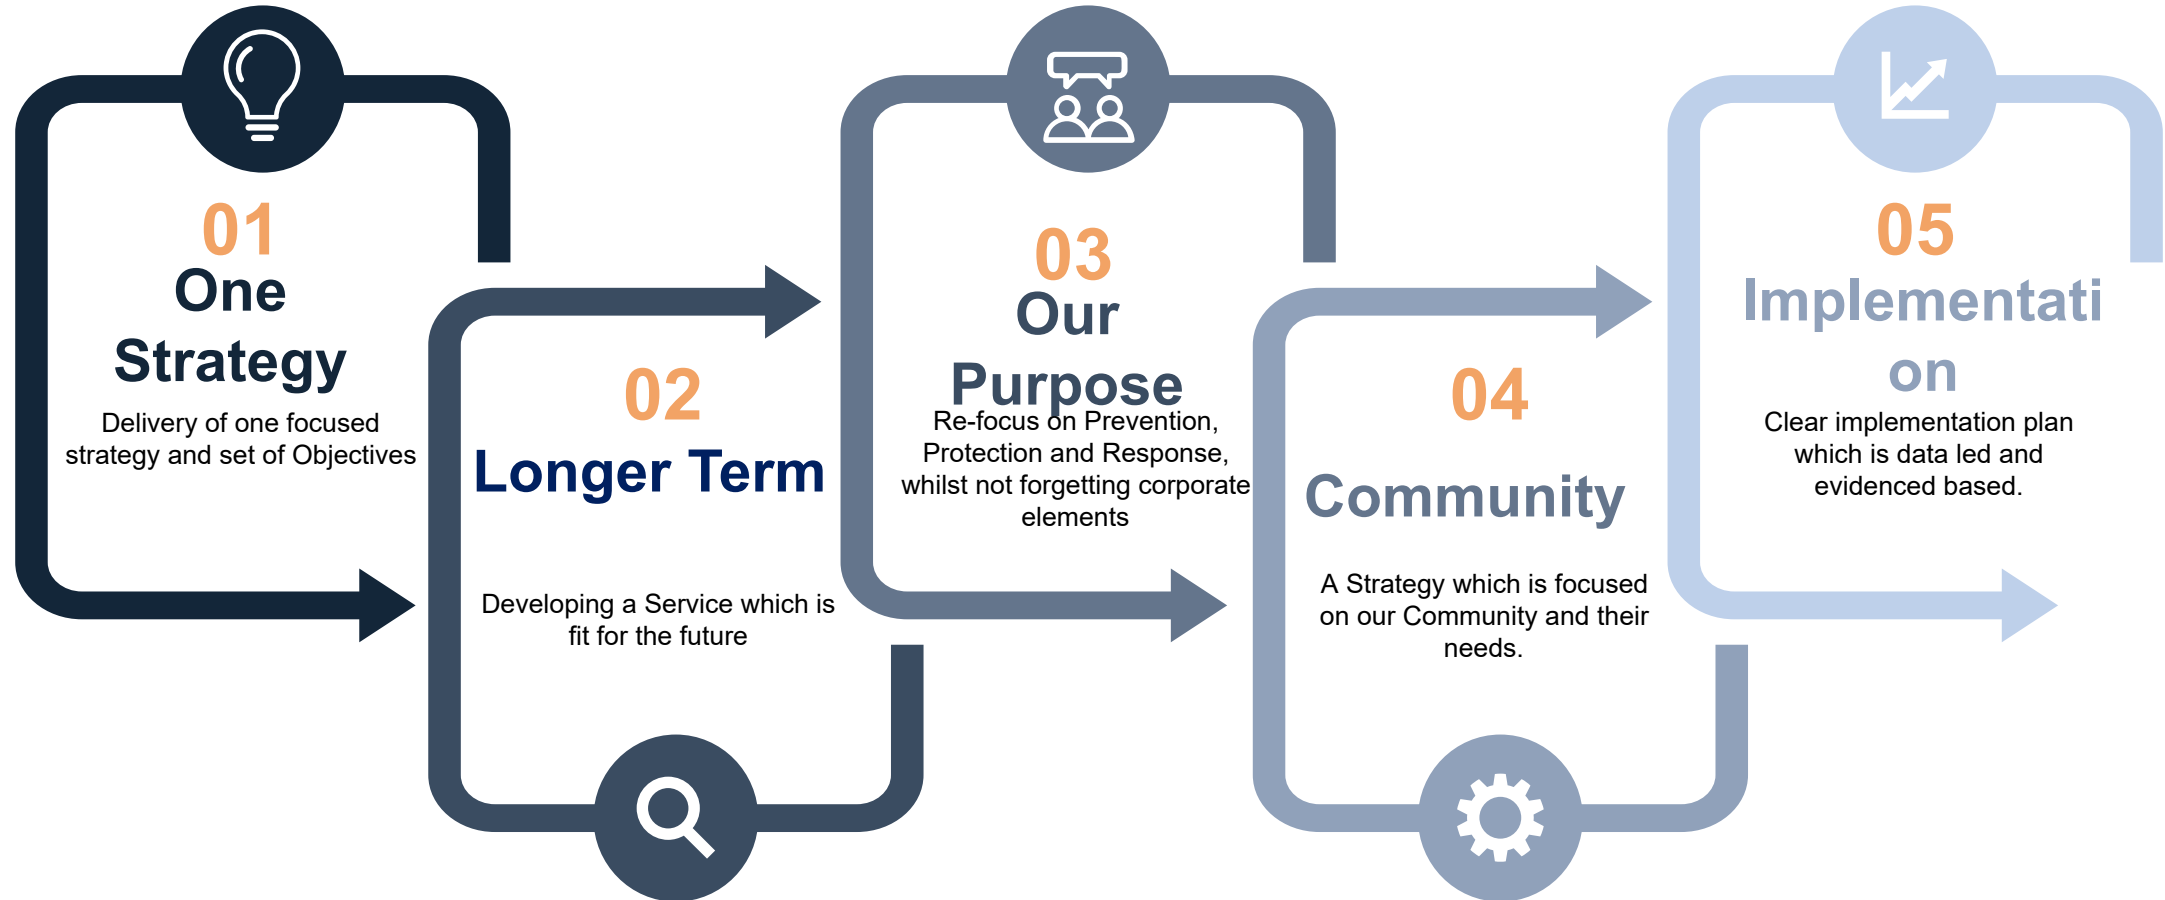 01
One
Strategy
Delivery of one focused
strategy and set of Objectives
02
Longer Term
Developing a Service which is
fit for the future
03
Our
Purpose
Re-focus on Prevention,
Protection and Response,
whilst not forgetting corporate
elements
04
Community
A Strategy which is focused
on our Community and their
needs.
05
Implementati
on
Clear implementation plan
which is data led and
evidenced based.